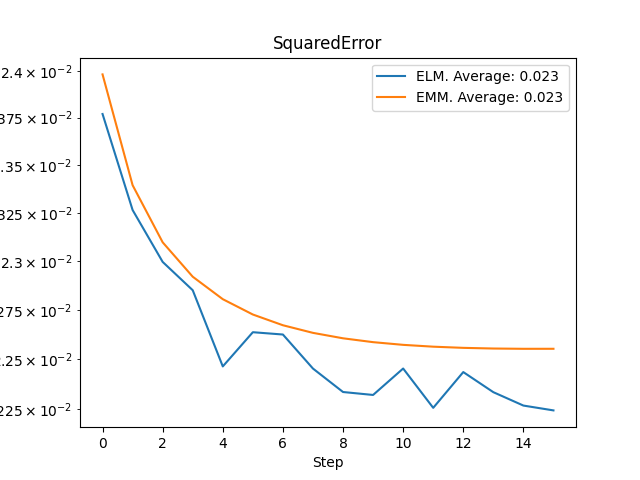 SquaredError
ELM. Average: 0.023
EMM. Average: 0.023
2.4 × 10⁻²
375 × 10⁻²
.35 × 10⁻²
325 × 10⁻²
2.3 × 10⁻²
275 × 10⁻²
2.25 × 10⁻²
225 × 10⁻²
0 2 4 6 8 10 12 14
Step